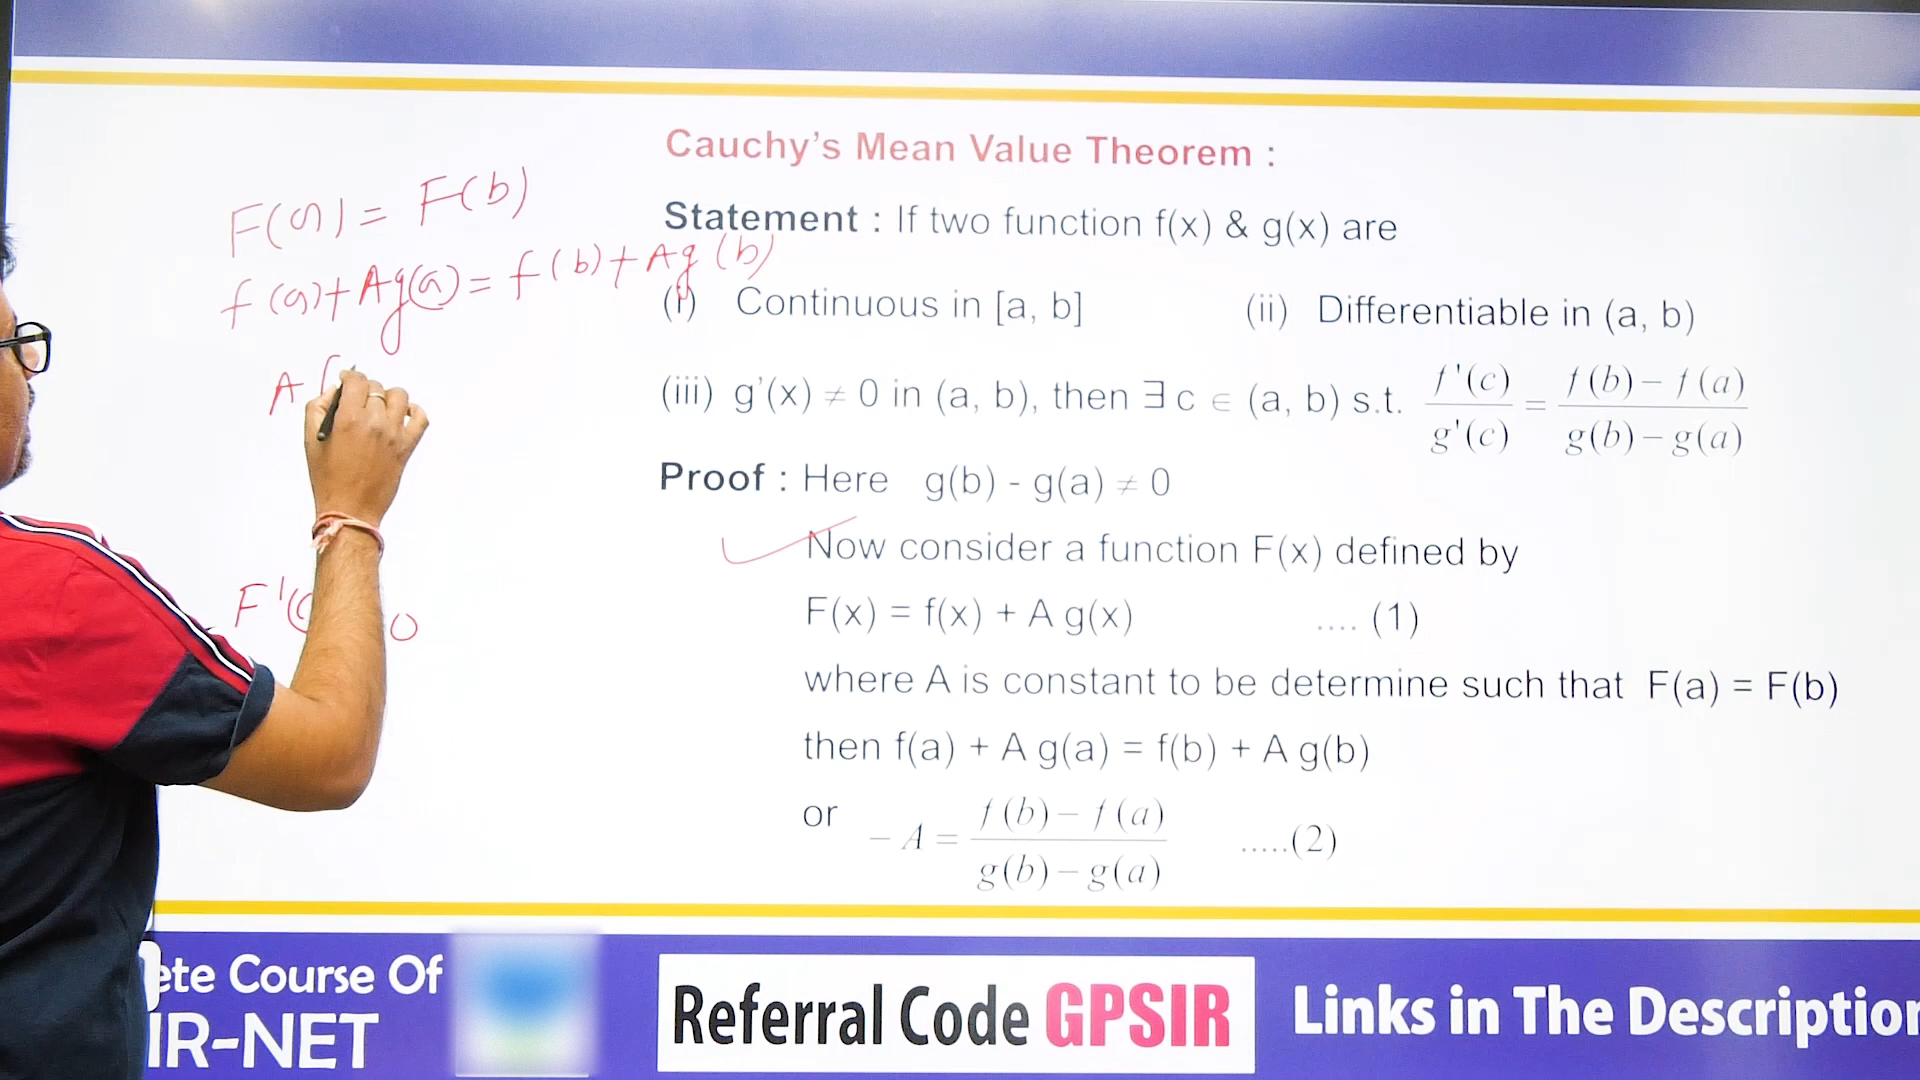 Cauchy's Mean Value Theorem :
F(a) = F(b)
Statement : If two function f(x) & g(x) are
f(a)+Ag(a) = f(b)+Ag(b)
(i) Continuous in [a, b] (ii) Differentiable in (a, b)
A (
(iii) g'(x) ≠ 0 in (a, b), then ∃ c ∈ (a, b) s.t. f'(c)/g'(c) = f(b) – f(a)/g(b) – g(a)
Proof : Here g(b) - g(a) ≠ 0
Now consider a function F(x) defined by
F'(c 0
F(x) = f(x) + A g(x) .... (1)
where A is constant to be determine such that F(a) = F(b)
then f(a) + A g(a) = f(b) + A g(b)
or – A = f(b) – f(a)/g(b) – g(a) .....(2)
ete Course Of
IR-NET
Referral Code GPSIR
Links in The Description